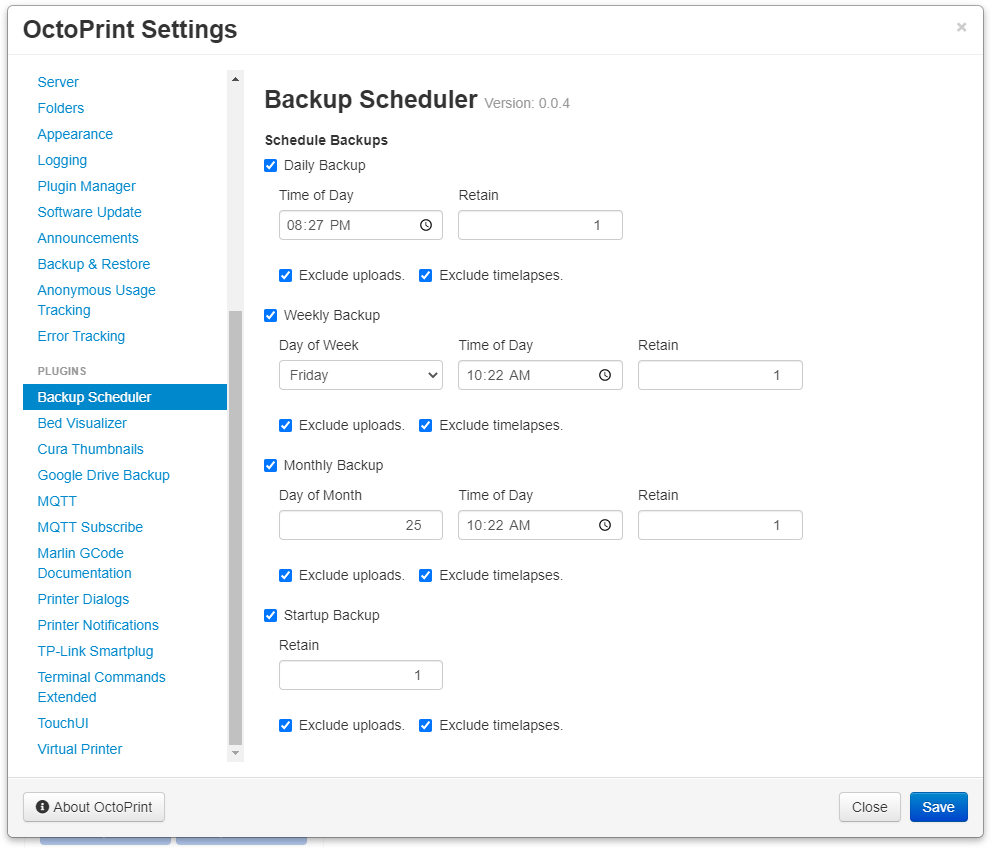 OctoPrint Settings
×
Server
Folders
Appearance
Logging
Plugin Manager
Software Update
Announcements
Backup & Restore
Anonymous Usage
Tracking
Error Tracking
PLUGINS
Backup Scheduler
Bed Visualizer
Cura Thumbnails
Google Drive Backup
MQTT
MQTT Subscribe
Marlin GCode
Documentation
Printer Dialogs
Printer Notifications
TP-Link Smartplug
Terminal Commands
Extended
TouchUI
Virtual Printer
Backup Scheduler Version: 0.0.4
Schedule Backups
Daily Backup
Time of Day Retain
08:27 PM 1
Exclude uploads. Exclude timelapses.
Weekly Backup
Day of Week Time of Day Retain
Friday 10:22 AM 1
Exclude uploads. Exclude timelapses.
Monthly Backup
Day of Month Time of Day Retain
25 10:22 AM 1
Exclude uploads. Exclude timelapses.
Startup Backup
Retain
1
Exclude uploads. Exclude timelapses.
About OctoPrint Close Save